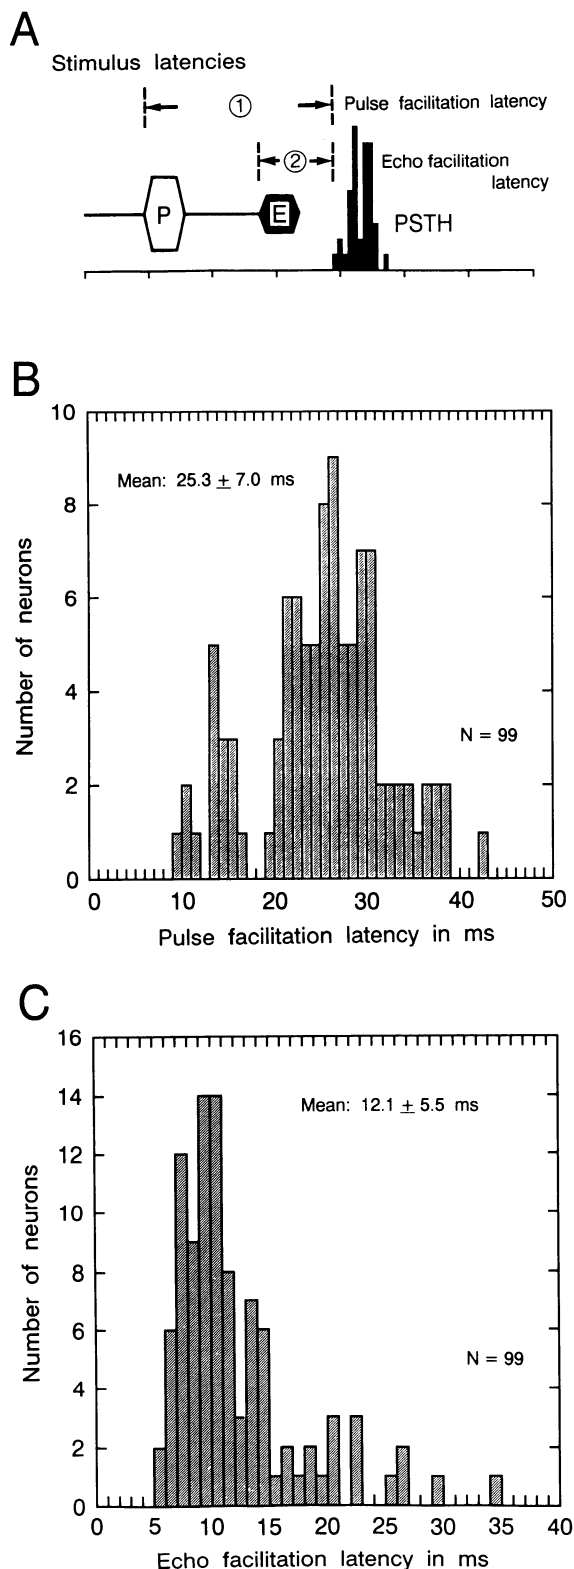 A
Stimulus latencies
①
Pulse facilitation latency
②
Echo facilitation
latency
P
E
PSTH
B
10
8
6
4
2
0
Number of neurons
Mean: 25.3 ± 7.0 ms
N = 99
0 10 20 30 40 50
Pulse facilitation latency in ms
C
16
14
12
10
8
6
4
2
0
Number of neurons
Mean: 12.1 ± 5.5 ms
N = 99
0 5 10 15 20 25 30 35 40
Echo facilitation latency in ms